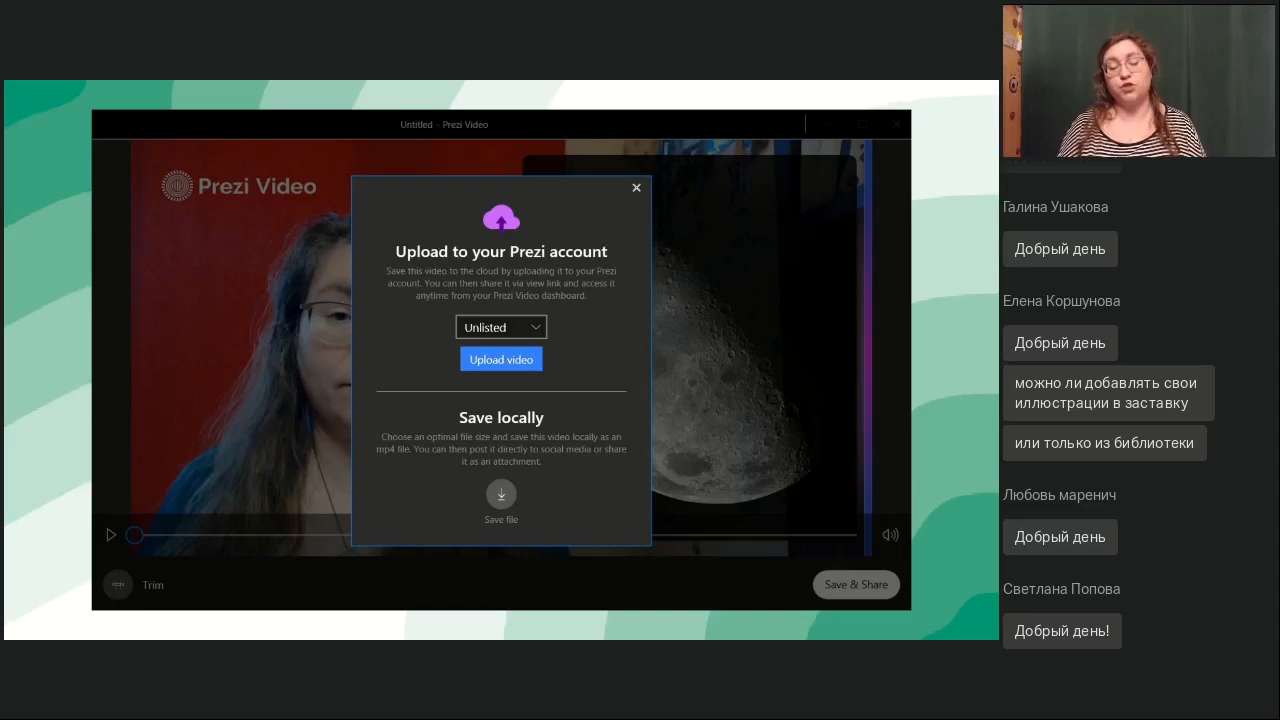 Untitled - Prezi Video
Prezi Video
Upload to your Prezi account
Save this video to the cloud by uploading it to your Prezi
account. You can then share it via view link and access it
anytime from your Prezi Video dashboard.
Unlisted
Upload video
Save locally
Choose an optimal file size and save this video locally as an
mp4 file. You can then post it directly to social media or share
it as an attachment.
Save file
Trim
Save & Share
Галина Ушакова
Добрый день
Елена Коршунова
Добрый день
можно ли добавлять свои
иллюстрации в заставку
или только из библиотеки
Любовь маренич
Добрый день
Светлана Попова
Добрый день!